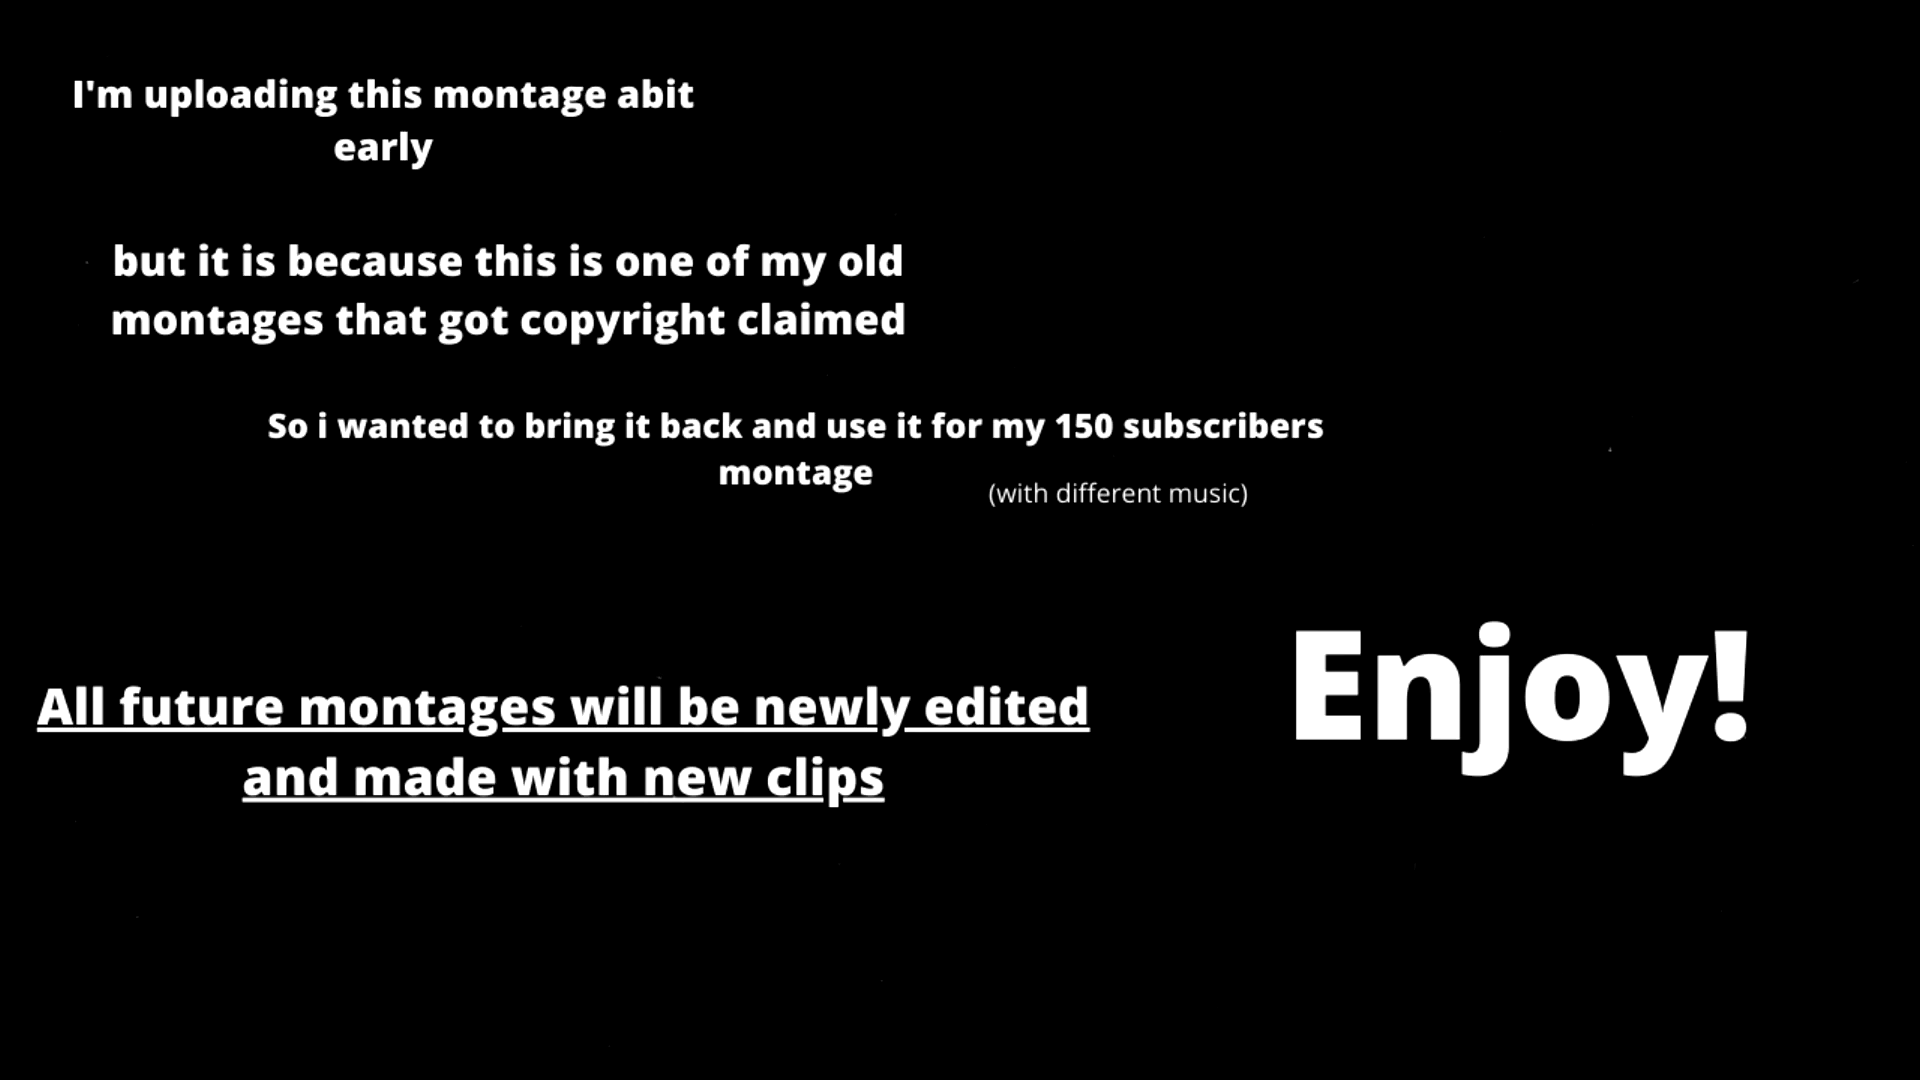 I'm uploading this montage abit
early
but it is because this is one of my old
montages that got copyright claimed
So i wanted to bring it back and use it for my 150 subscribers
montage
(with different music)
Enjoy!
All future montages will be newly edited
and made with new clips